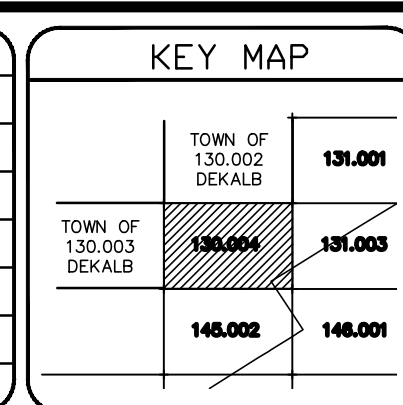 KEY MAP
TOWN OF
130.002
DEKALB
131.001
TOWN OF
130.003
DEKALB
130.004
131.003
145.002
146.001